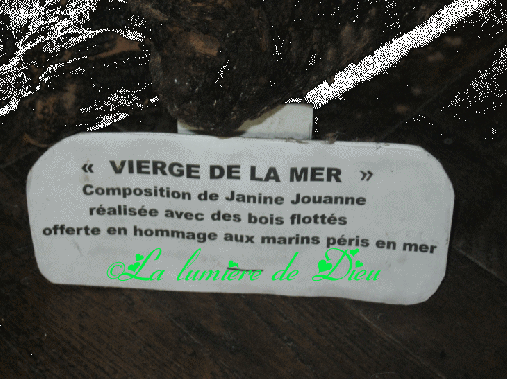 « VIERGE DE LA MER »
Composition de Janine Jouanne
réalisée avec des bois flottés
offerte en hommage aux marins péris en mer
©La lumière de Dieu